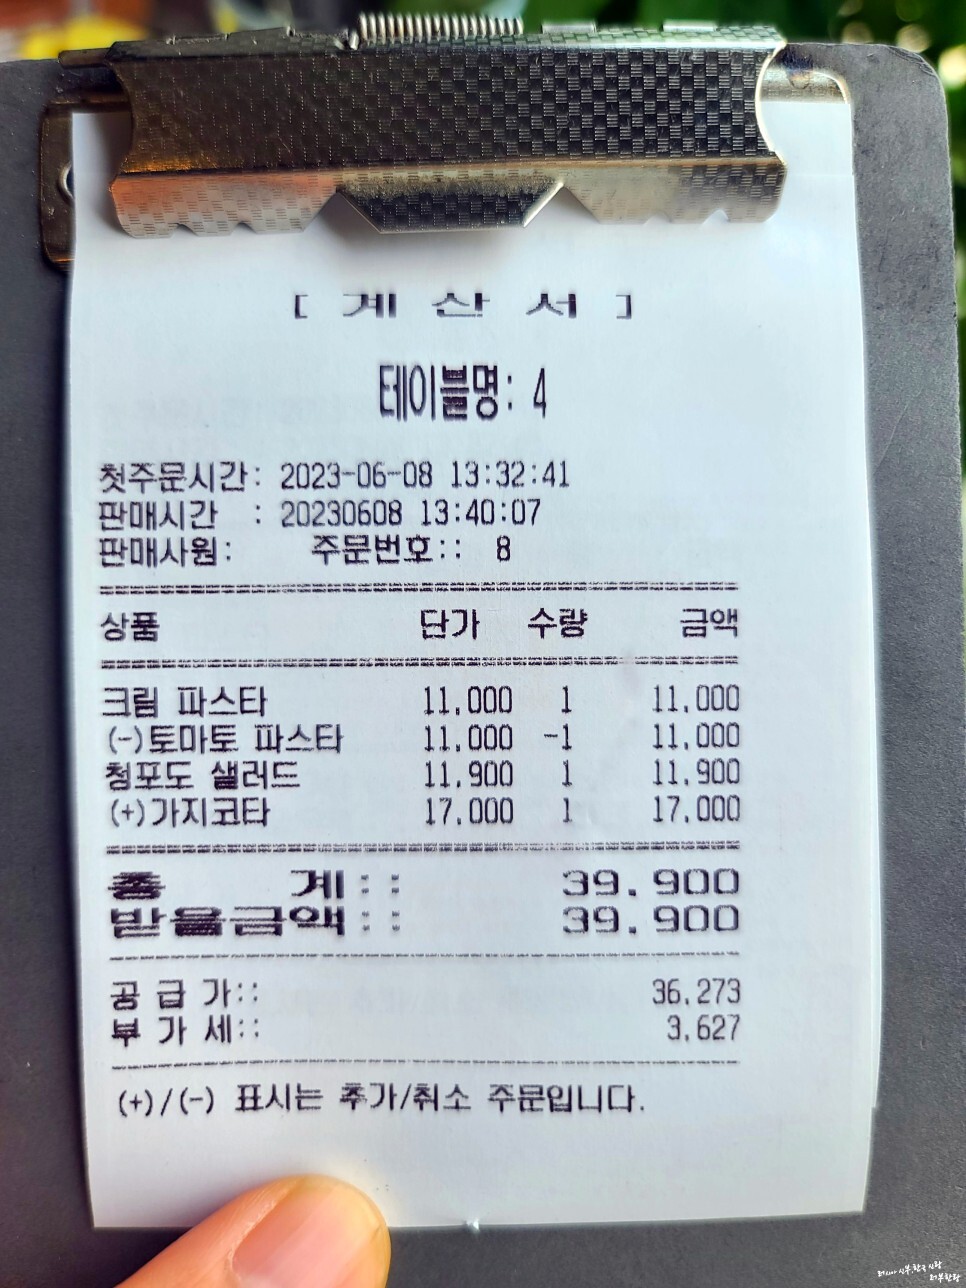 [ 계 산 서 ]
테이블명: 4
첫주문시간: 2023-06-08 13:32:41
판매시간 : 20230608 13:40:07
판매사원: 주문번호:: 8
상품 단가 수량 금액
크림 파스타 11,000 1 11,000
(-)토마토 파스타 11,000 -1 11,000
청포도 샐러드 11,900 1 11,900
(+)가지코타 17,000 1 17,000
총 계:: 39,900
받을금액:: 39,900
공 급 가:: 36,273
부 가 세:: 3,627
(+)/(-) 표시는 추가/취소 주문입니다.